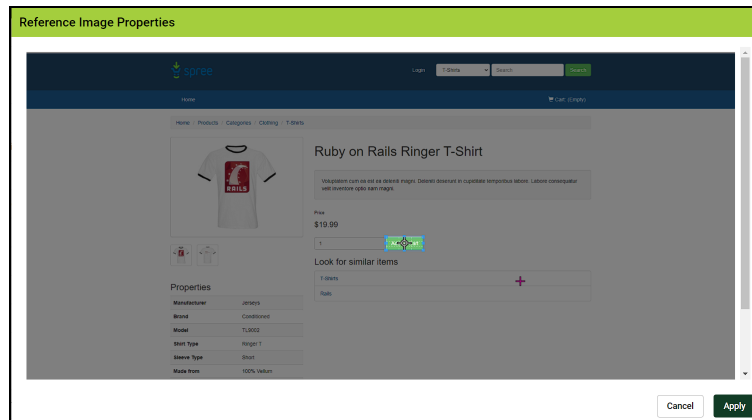 Reference Image Properties
spree
Login T-Shirts Search Search
Home Cart: (Empty)
Home / Products / Categories / Clothing / T-Shirts
Ruby on Rails Ringer T-Shirt
RAILS
Voluptatem cum ea est ea deleniti magni. Deleniti deserunt in cupiditate temporibus labore. Labore consequatur
velit inventore optio nam magni.
Price
$19.99
1
Look for similar items
T-Shirts
Rails
Properties
Manufacturer Jerseys
Brand Conditioned
Model TL9002
Shirt Type Ringer T
Sleeve Type Short
Made from 100% Vellum
Cancel Apply